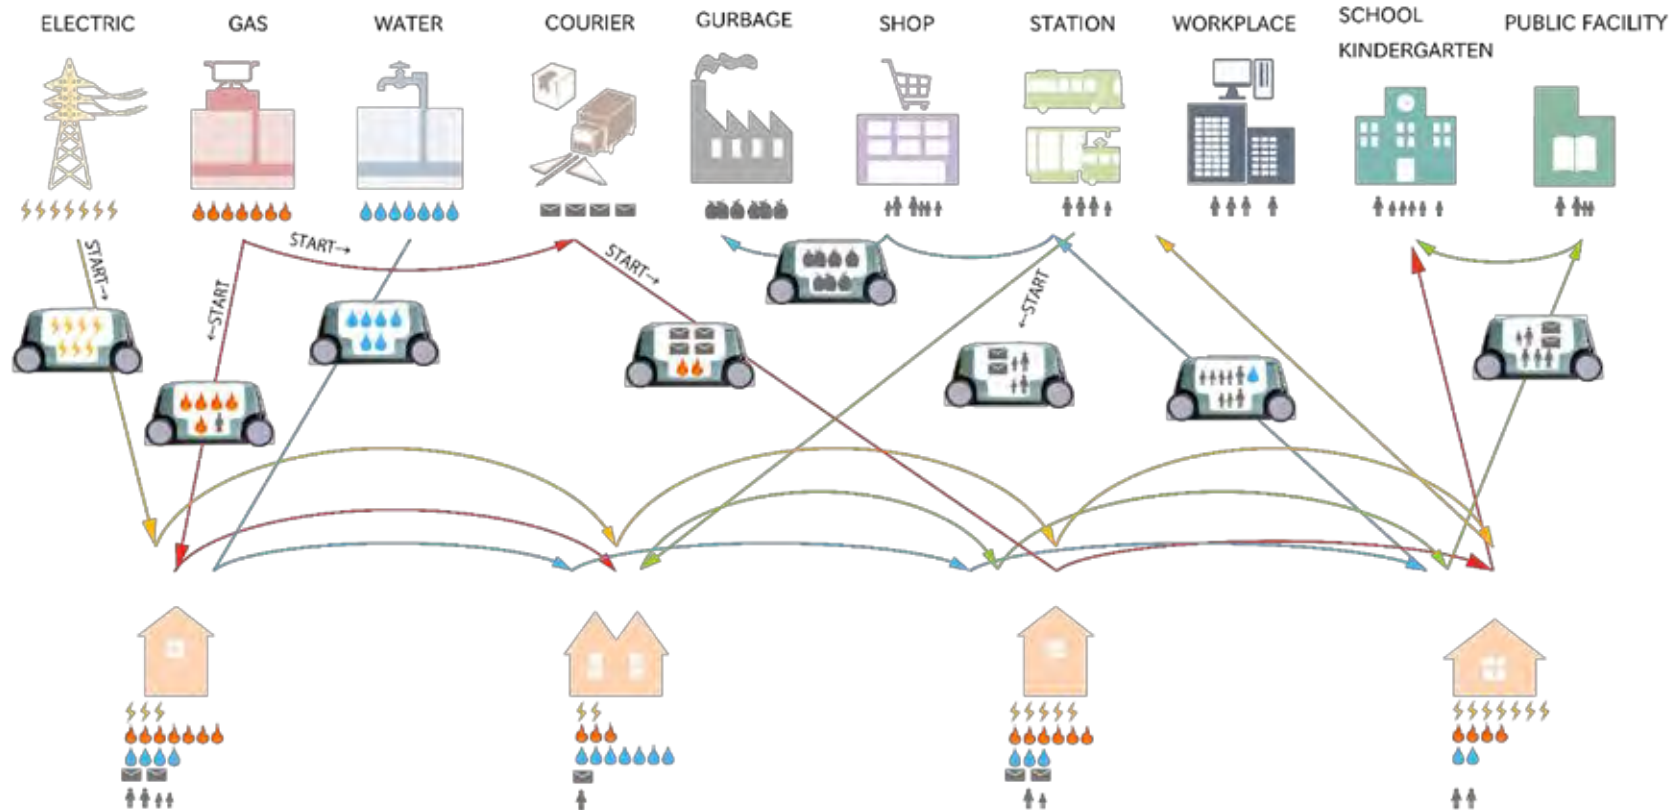 ELECTRIC
GAS
WATER
COURIER
GURBAGE
SHOP
STATION
WORKPLACE
SCHOOL
KINDERGARTEN
PUBLIC FACILITY
START→
←START
START→
START→
←START